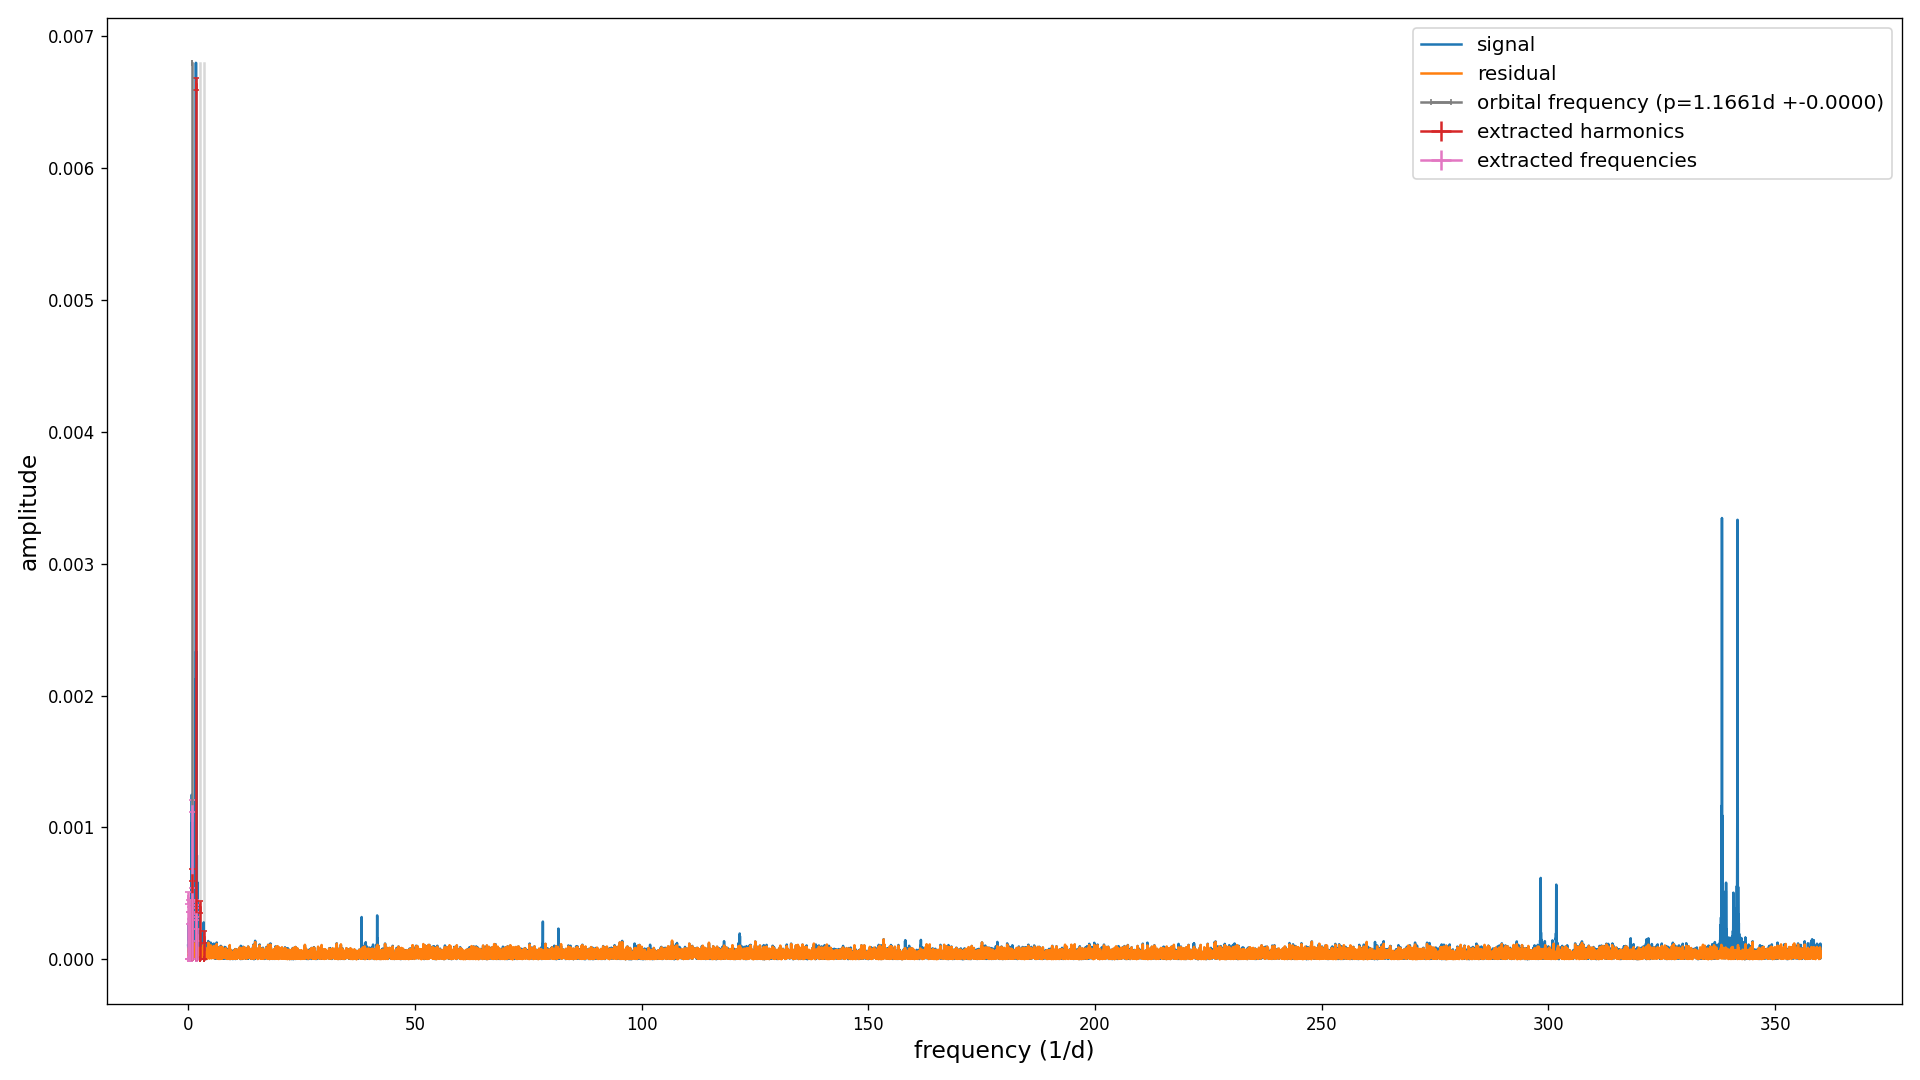 0.007
0.006
0.005
0.004
0.003
0.002
0.001
0.000
amplitude
signal
residual
orbital frequency (p=1.1661d +-0.0000)
extracted harmonics
extracted frequencies
0 50 100 150 200 250 300 350
frequency (1/d)